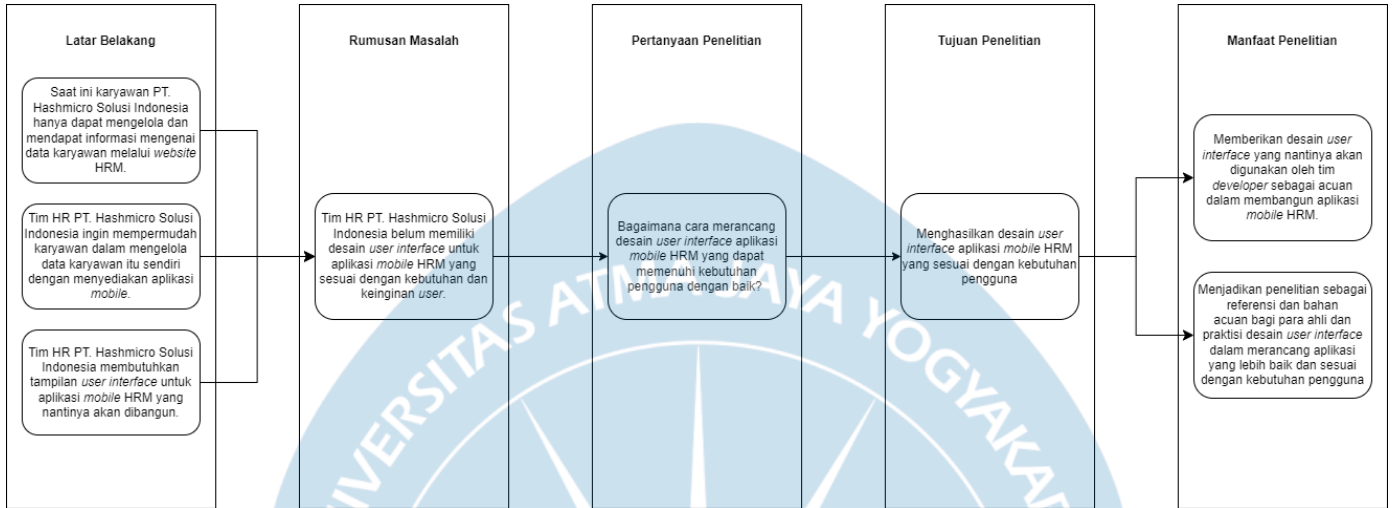 Latar Belakang
Saat ini karyawan PT.
Hashmicro Solusi Indonesia
hanya dapat mengelola dan
mendapat informasi mengenai
data karyawan melalui website
HRM.
Tim HR PT. Hashmicro Solusi
Indonesia ingin mempermudah
karyawan dalam mengelola
data karyawan itu sendiri
dengan menyediakan aplikasi
mobile.
Tim HR PT. Hashmicro Solusi
Indonesia membutuhkan
tampilan user interface untuk
aplikasi mobile HRM yang
nantinya akan dibangun.
Rumusan Masalah
Tim HR PT. Hashmicro Solusi
Indonesia belum memiliki
desain user interface untuk
aplikasi mobile HRM yang
sesuai dengan kebutuhan dan
keinginan user.
Pertanyaan Penelitian
Bagaimana cara merancang
desain user interface aplikasi
mobile HRM yang dapat
memenuhi kebutuhan
pengguna dengan baik?
Tujuan Penelitian
Menghasilkan desain user
interface aplikasi mobile HRM
yang sesuai dengan kebutuhan
pengguna
Manfaat Penelitian
Memberikan desain user
interface yang nantinya akan
digunakan oleh tim
developer sebagai acuan
dalam membangun aplikasi
mobile HRM.
Menjadikan penelitian sebagai
referensi dan bahan
acuan bagi para ahli dan
praktisi desain user interface
dalam merancang aplikasi
yang lebih baik dan sesuai
dengan kebutuhan pengguna
IVERSITAS ATMA JAYA YOGYAKAR